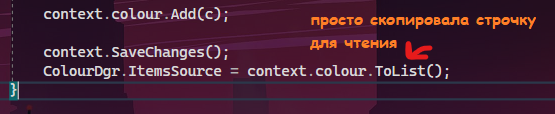 context.colour.Add(c);
просто скопировала строчку
для чтения
context.SaveChanges();
ColourDgr.ItemsSource = context.colour.ToList();
}